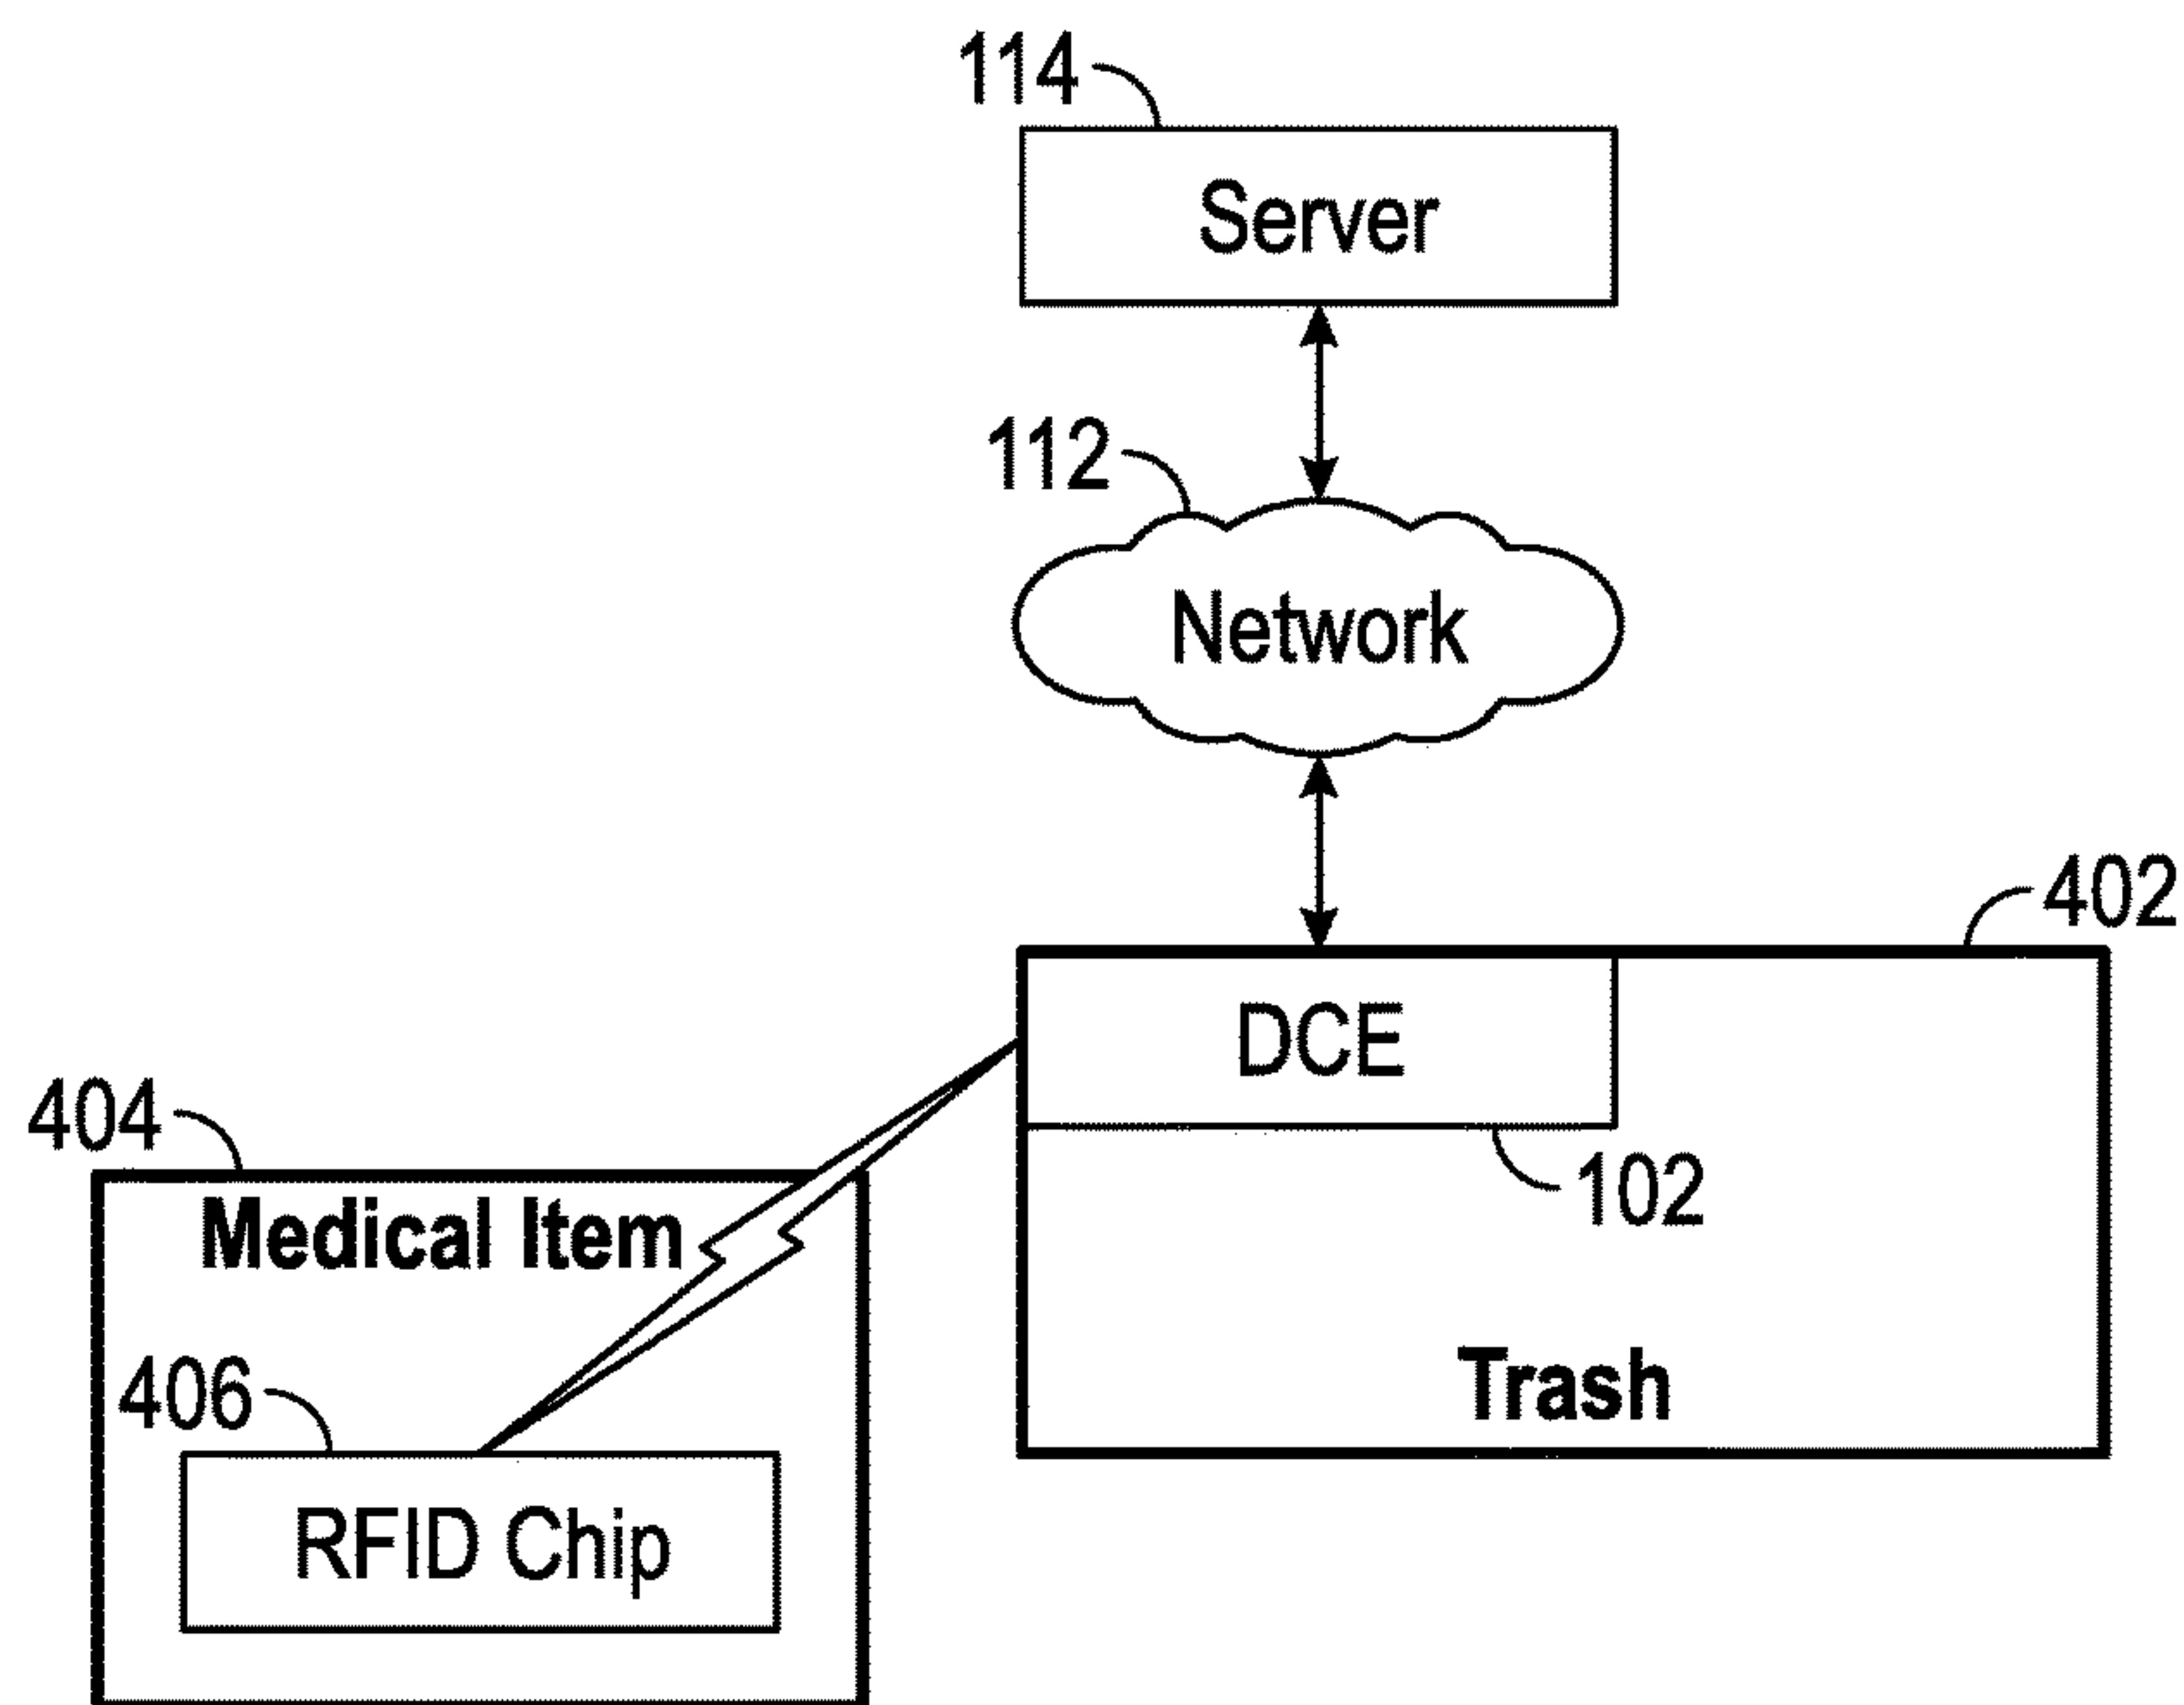 114
Server
112
Network
402
DCE
102
Trash
404
Medical Item
406
RFID Chip